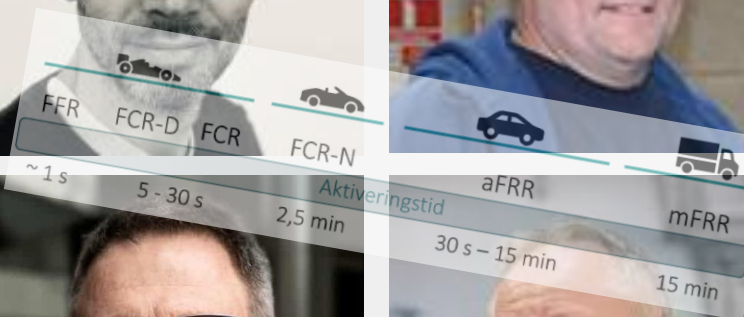 FFR FCR-D FCR FCR-N aFRR mFRR
Aktiveringstid
~ 1 s 5 - 30 s 2,5 min 30 s – 15 min 15 min